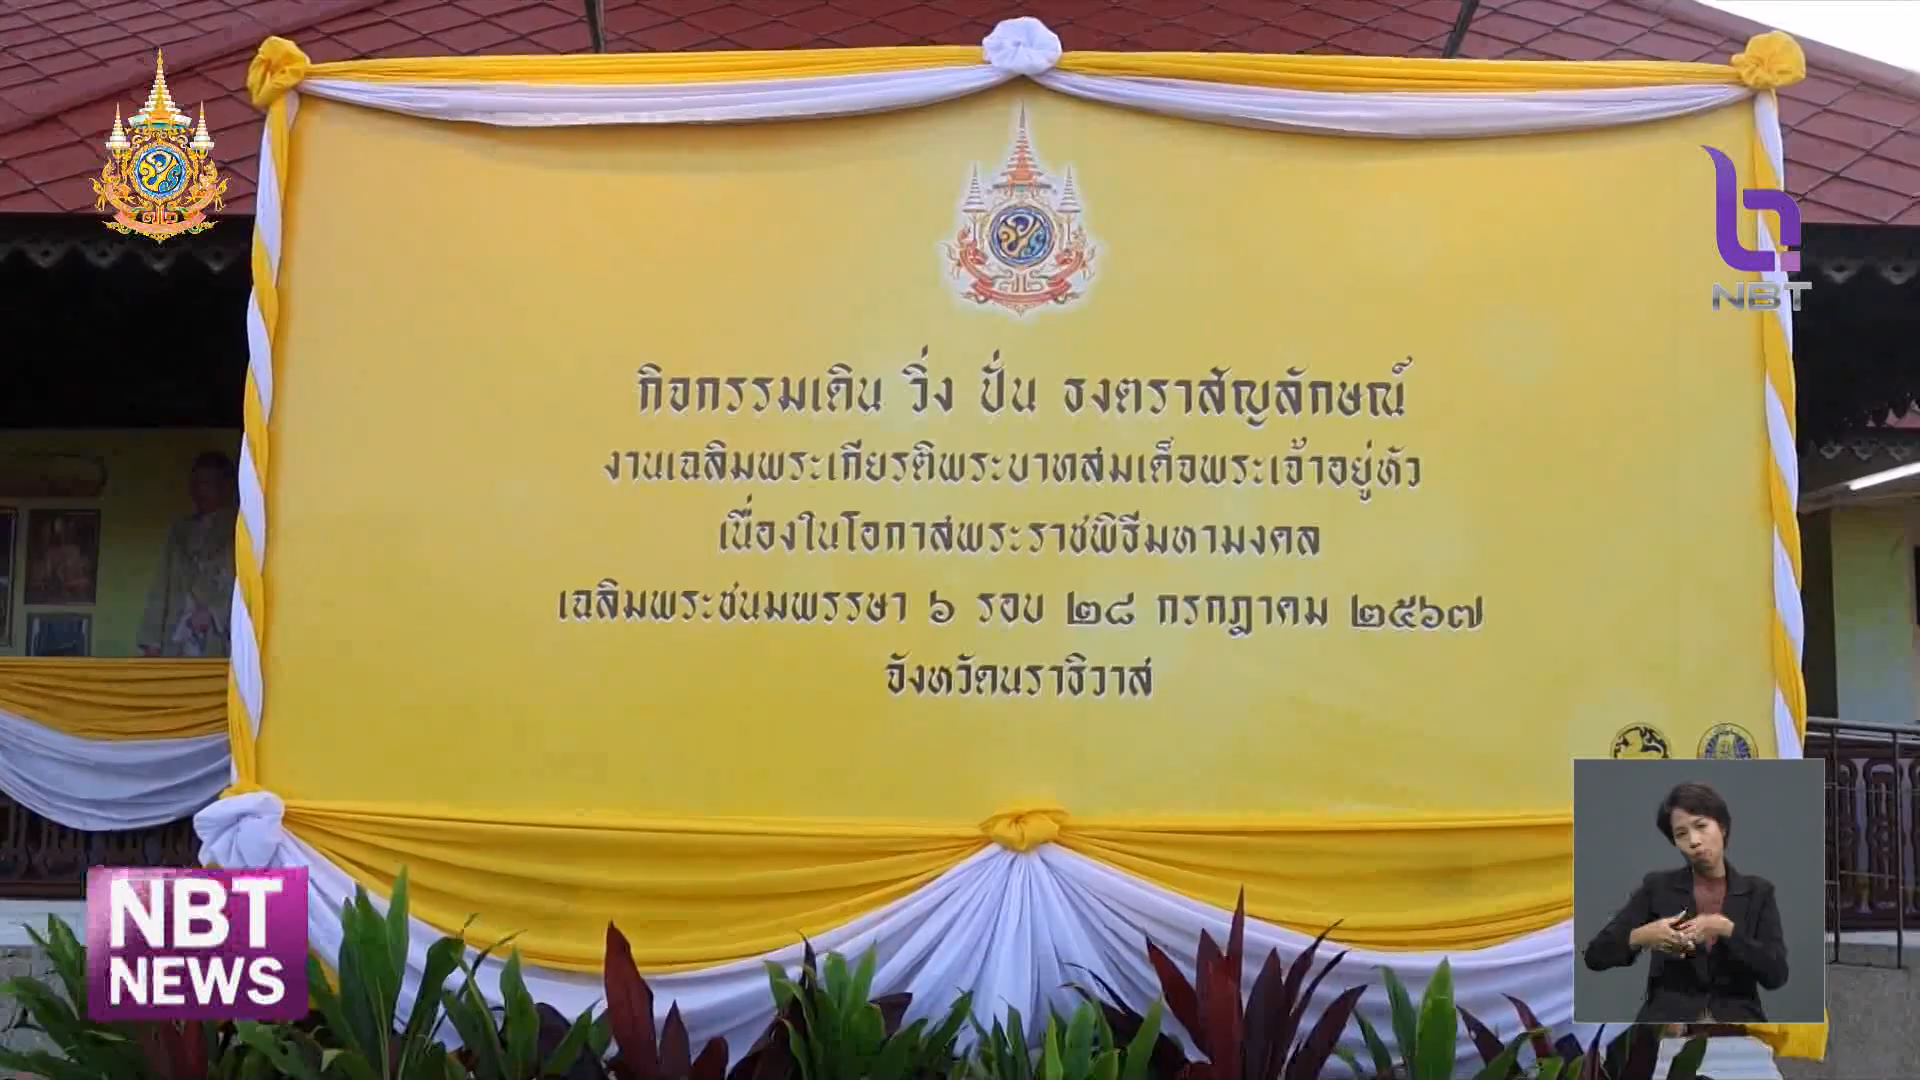 กิจกรรมเดิน วิ่ง ปั่น ธงตราสัญลักษณ์
งานเฉลิมพระเกียรติพระบาทสมเด็จพระเจ้าอยู่หัว
เนื่องในโอกาสพระราชพิธีมหามงคล
เฉลิมพระชนมพรรษา ๖ รอบ ๒๘ กรกฎาคม ๒๕๖๗
จังหวัดนราธิวาส
NBT
NBT
NEWS